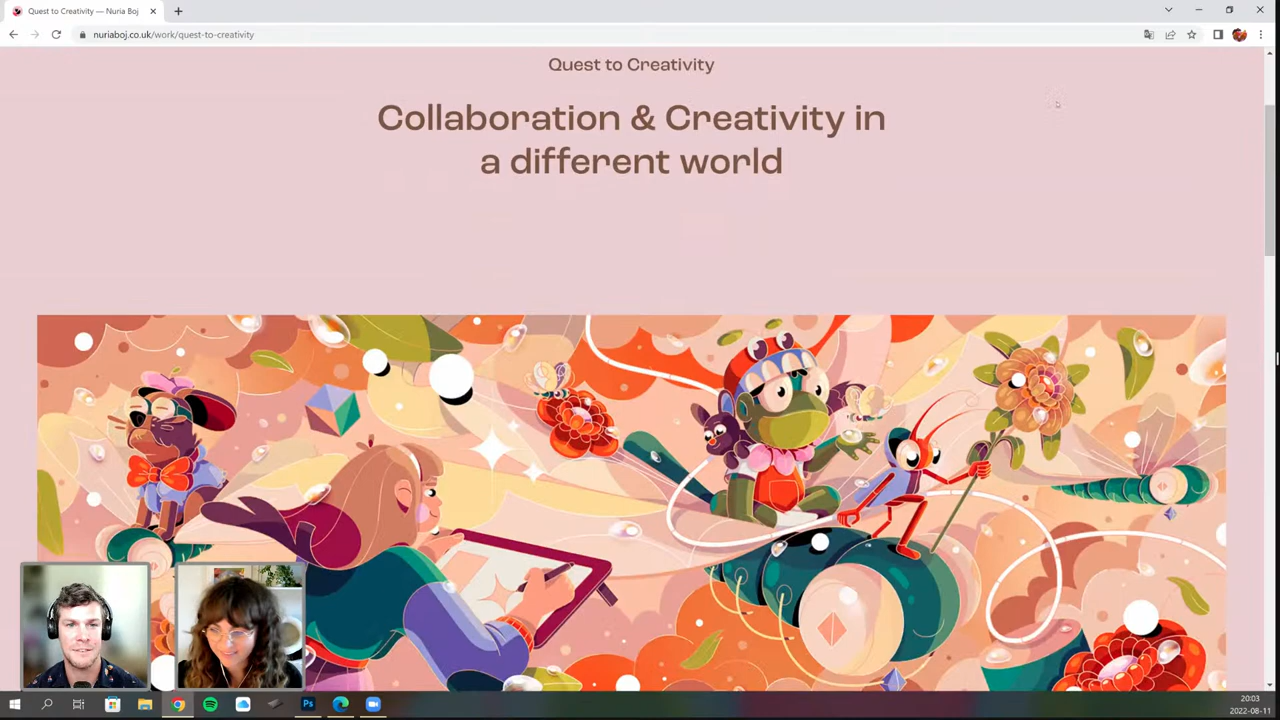 Quest to Creativity — Nuria Boj
nuriaboj.co.uk/work/quest-to-creativity
Quest to Creativity
Collaboration & Creativity in
a different world
Ps
20:03
2022-08-11